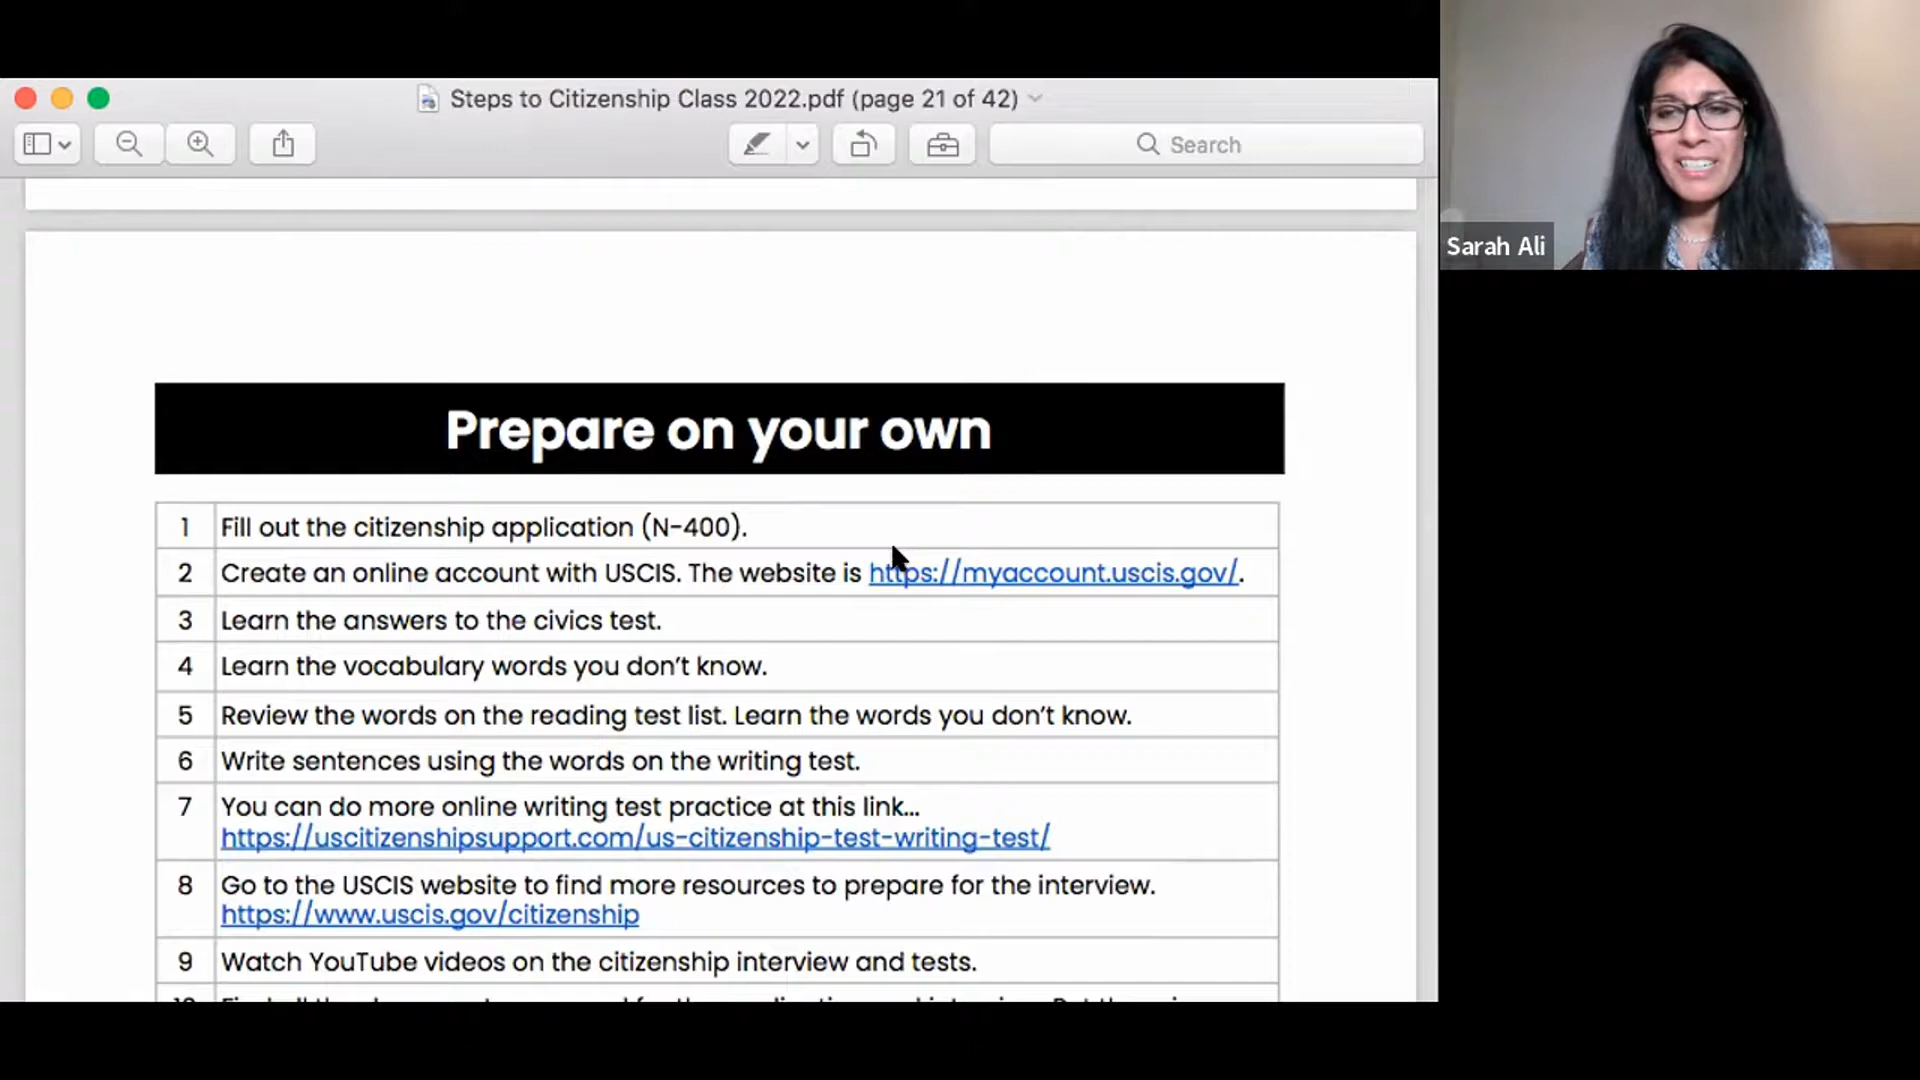 Steps to Citizenship Class 2022.pdf (page 21 of 42)
Search
Sarah Ali
Prepare on your own
1 Fill out the citizenship application (N-400).
2 Create an online account with USCIS. The website is https://myaccount.uscis.gov/.
3 Learn the answers to the civics test.
4 Learn the vocabulary words you don't know.
5 Review the words on the reading test list. Learn the words you don't know.
6 Write sentences using the words on the writing test.
7 You can do more online writing test practice at this link...
https://uscitizenshipsupport.com/us-citizenship-test-writing-test/
8 Go to the USCIS website to find more resources to prepare for the interview.
https://www.uscis.gov/citizenship
9 Watch YouTube videos on the citizenship interview and tests.